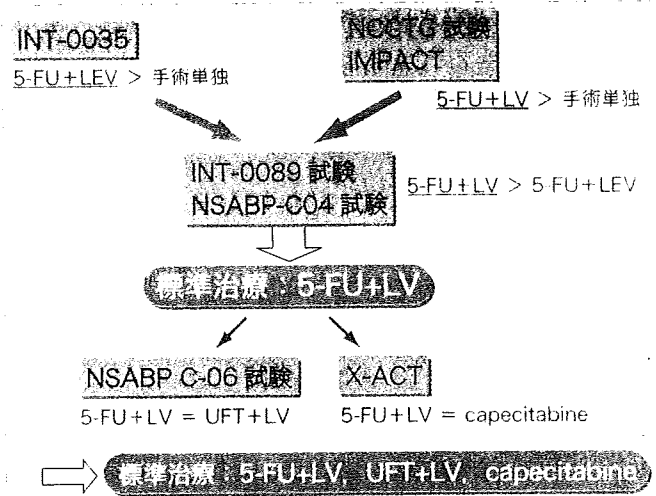 INT-0035
5-FU+LEV > 手術単独
NCCTG 試験
IMPACT
5-FU+LV > 手術単独
INT-0089 試験
NSABP-C04 試験
5-FU+LV > 5-FU+LEV
標準治療：5-FU+LV
NSABP C-06 試験
5-FU+LV = UFT+LV
X-ACT
5-FU+LV = capecitabine
標準治療：5-FU+LV, UFT+LV, capecitabine